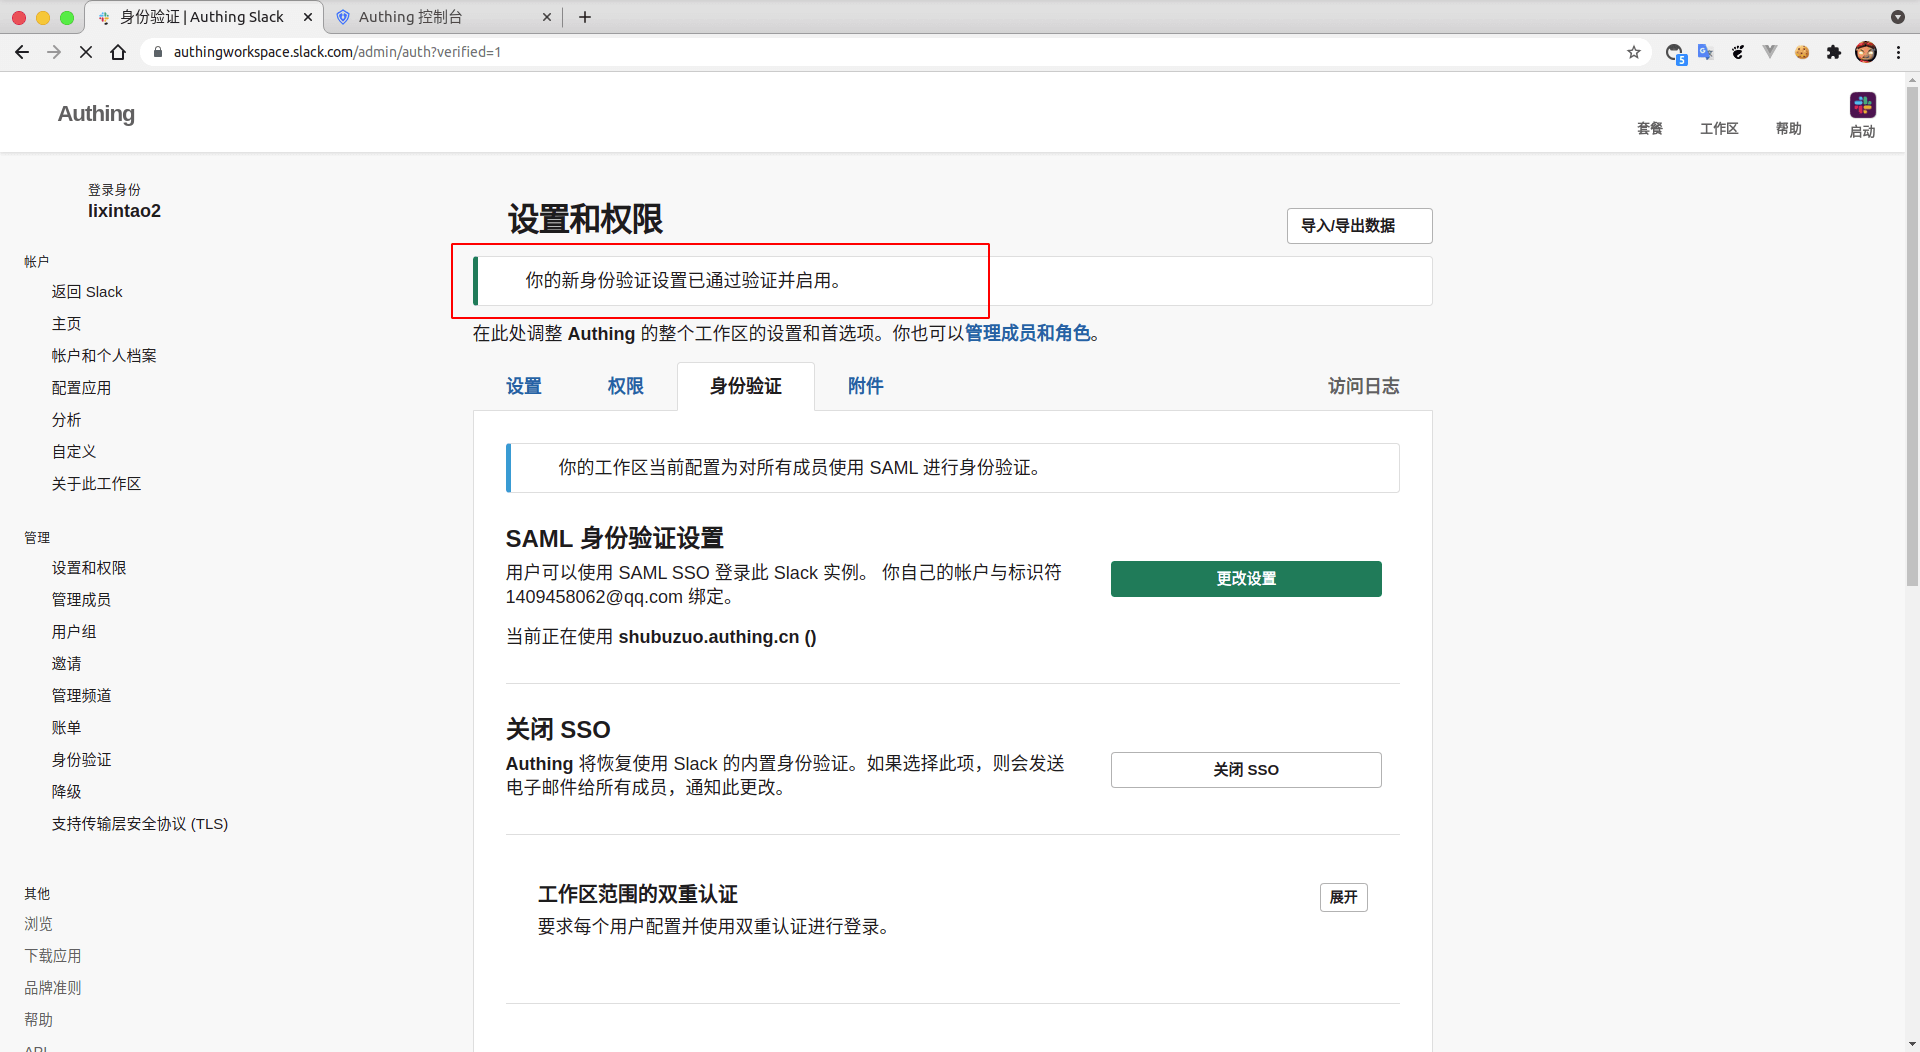 身份验证 | Authing Slack
Authing 控制台
authingworkspace.slack.com/admin/auth?verified=1
5
Authing
套餐
工作区
帮助
启动
登录身份
lixintao2
帐户
返回 Slack
主页
帐户和个人档案
配置应用
分析
自定义
关于此工作区
管理
设置和权限
管理成员
用户组
邀请
管理频道
账单
身份验证
降级
支持传输层安全协议 (TLS)
其他
浏览
下载应用
品牌准则
帮助
API
设置和权限
导入/导出数据
你的新身份验证设置已通过验证并启用。
在此处调整 Authing 的整个工作区的设置和首选项。你也可以管理成员和角色。
设置
权限
身份验证
附件
访问日志
你的工作区当前配置为对所有成员使用 SAML 进行身份验证。
SAML 身份验证设置
用户可以使用 SAML SSO 登录此 Slack 实例。 你自己的帐户与标识符
1409458062@qq.com 绑定。
更改设置
当前正在使用 shubuzuo.authing.cn ()
关闭 SSO
Authing 将恢复使用 Slack 的内置身份验证。如果选择此项，则会发送
电子邮件给所有成员，通知此更改。
关闭 SSO
工作区范围的双重认证
要求每个用户配置并使用双重认证进行登录。
展开